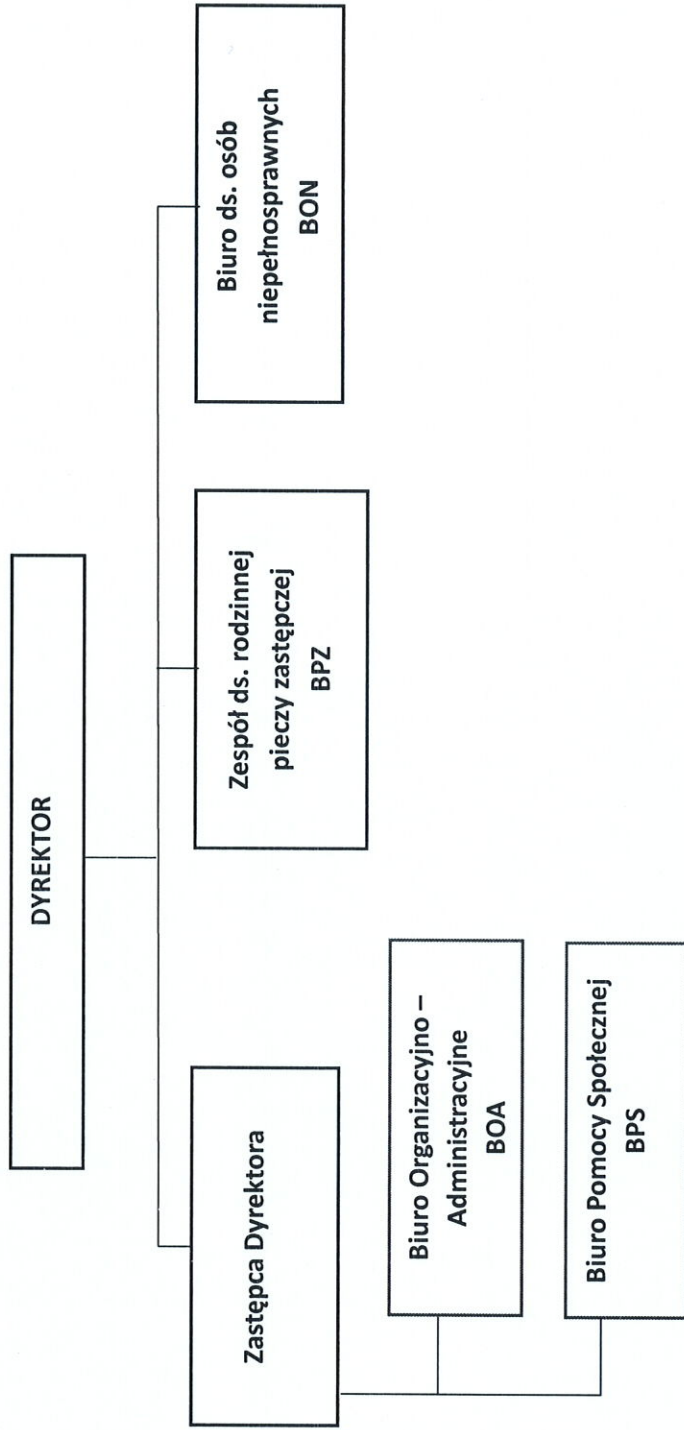 DYREKTOR
Zastępca Dyrektora
Zespół ds. rodzinnej
pieczy zastępczej
BPZ
Biuro ds. osób
niepełnosprawnych
BON
Biuro Organizacyjno –
Administracyjne
BOA
Biuro Pomocy Społecznej
BPS